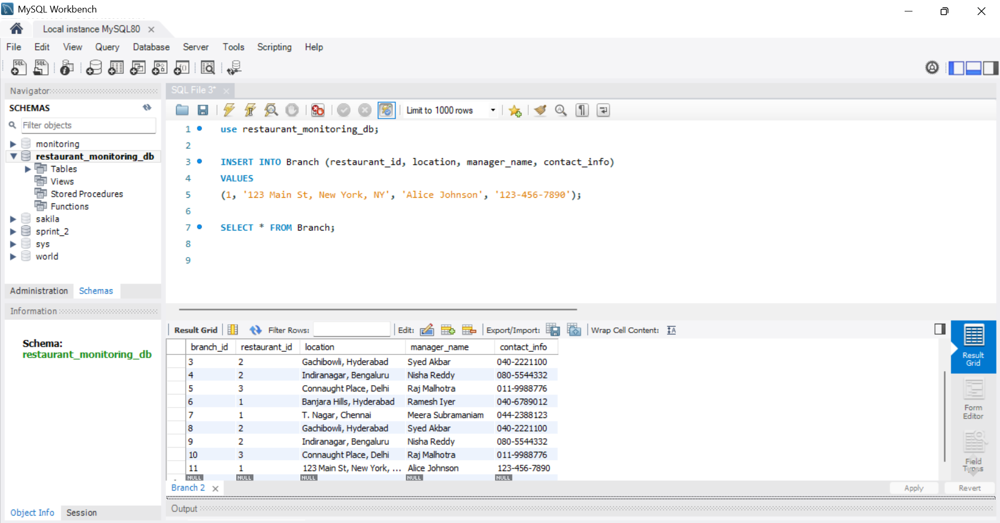 MySQL Workbench
Local instance MySQL80
File Edit View Query Database Server Tools Scripting Help
Navigator
SCHEMAS
Filter objects
monitoring
restaurant_monitoring_db
Tables
Views
Stored Procedures
Functions
sakila
sprint_2
sys
world
Administration Schemas
Information
Schema:
restaurant_monitoring_db
Object Info Session
SQL File 3*
Limit to 1000 rows
1 use restaurant_monitoring_db;
2
3 INSERT INTO Branch (restaurant_id, location, manager_name, contact_info)
4 VALUES
5 (1, '123 Main St, New York, NY', 'Alice Johnson', '123-456-7890');
6
7 SELECT * FROM Branch;
8
9
Result Grid Filter Rows: Edit: Export/Import: Wrap Cell Content:
branch_id restaurant_id location manager_name contact_info
3 2 Gachibowli, Hyderabad Syed Akbar 040-2221100
4 2 Indiranagar, Bengaluru Nisha Reddy 080-5544332
5 3 Connaught Place, Delhi Raj Malhotra 011-9988776
6 1 Banjara Hills, Hyderabad Ramesh Iyer 040-6789012
7 1 T. Nagar, Chennai Meera Subramaniam 044-2388123
8 2 Gachibowli, Hyderabad Syed Akbar 040-2221100
9 2 Indiranagar, Bengaluru Nisha Reddy 080-5544332
10 3 Connaught Place, Delhi Raj Malhotra 011-9988776
11 1 123 Main St, New York, ... Alice Johnson 123-456-7890
NULL NULL NULL NULL NULL
Result
Grid
Form
Editor
Field
Types
Branch 2
Apply Revert
Output